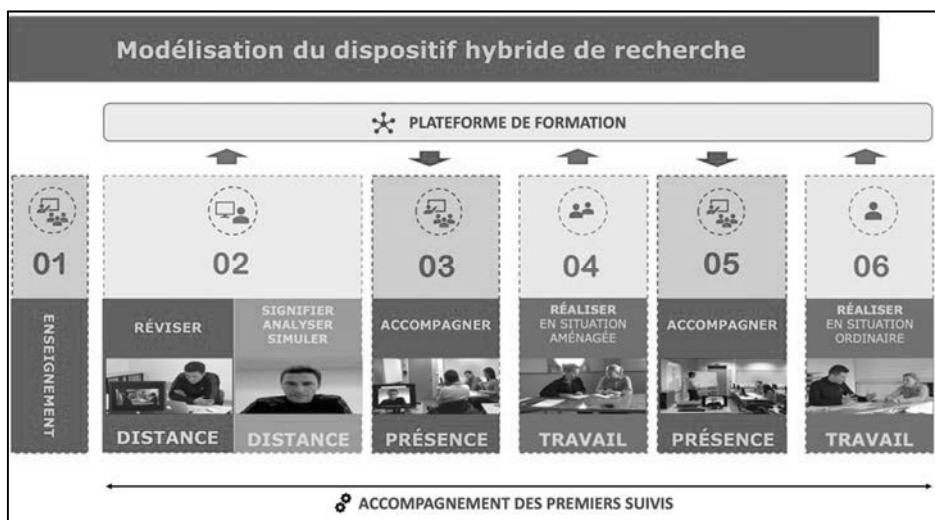 Modélisation du dispositif hybride de recherche
PLATEFORME DE FORMATION
01
ENSEIGNEMENT
02
RÉVISER
DISTANCE
SIGNIFIER
ANALYSER
SIMULER
DISTANCE
03
ACCOMPAGNER
PRÉSENCE
04
RÉALISER
EN SITUATION
AMÉNAGÉE
TRAVAIL
05
ACCOMPAGNER
PRÉSENCE
06
RÉALISER
EN SITUATION
ORDINAIRE
TRAVAIL
ACCOMPAGNEMENT DES PREMIERS SUIVIS